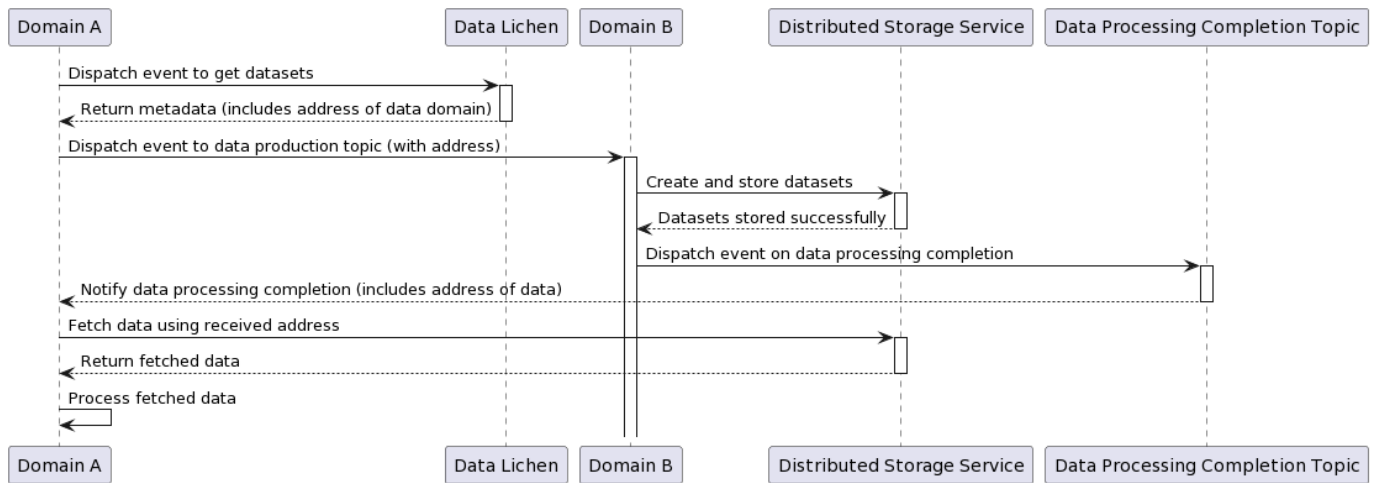 Domain A
Data Lichen
Domain B
Distributed Storage Service
Data Processing Completion Topic
Dispatch event to get datasets
Return metadata (includes address of data domain)
Dispatch event to data production topic (with address)
Create and store datasets
Datasets stored successfully
Dispatch event on data processing completion
Notify data processing completion (includes address of data)
Fetch data using received address
Return fetched data
Process fetched data
Domain A
Data Lichen
Domain B
Distributed Storage Service
Data Processing Completion Topic